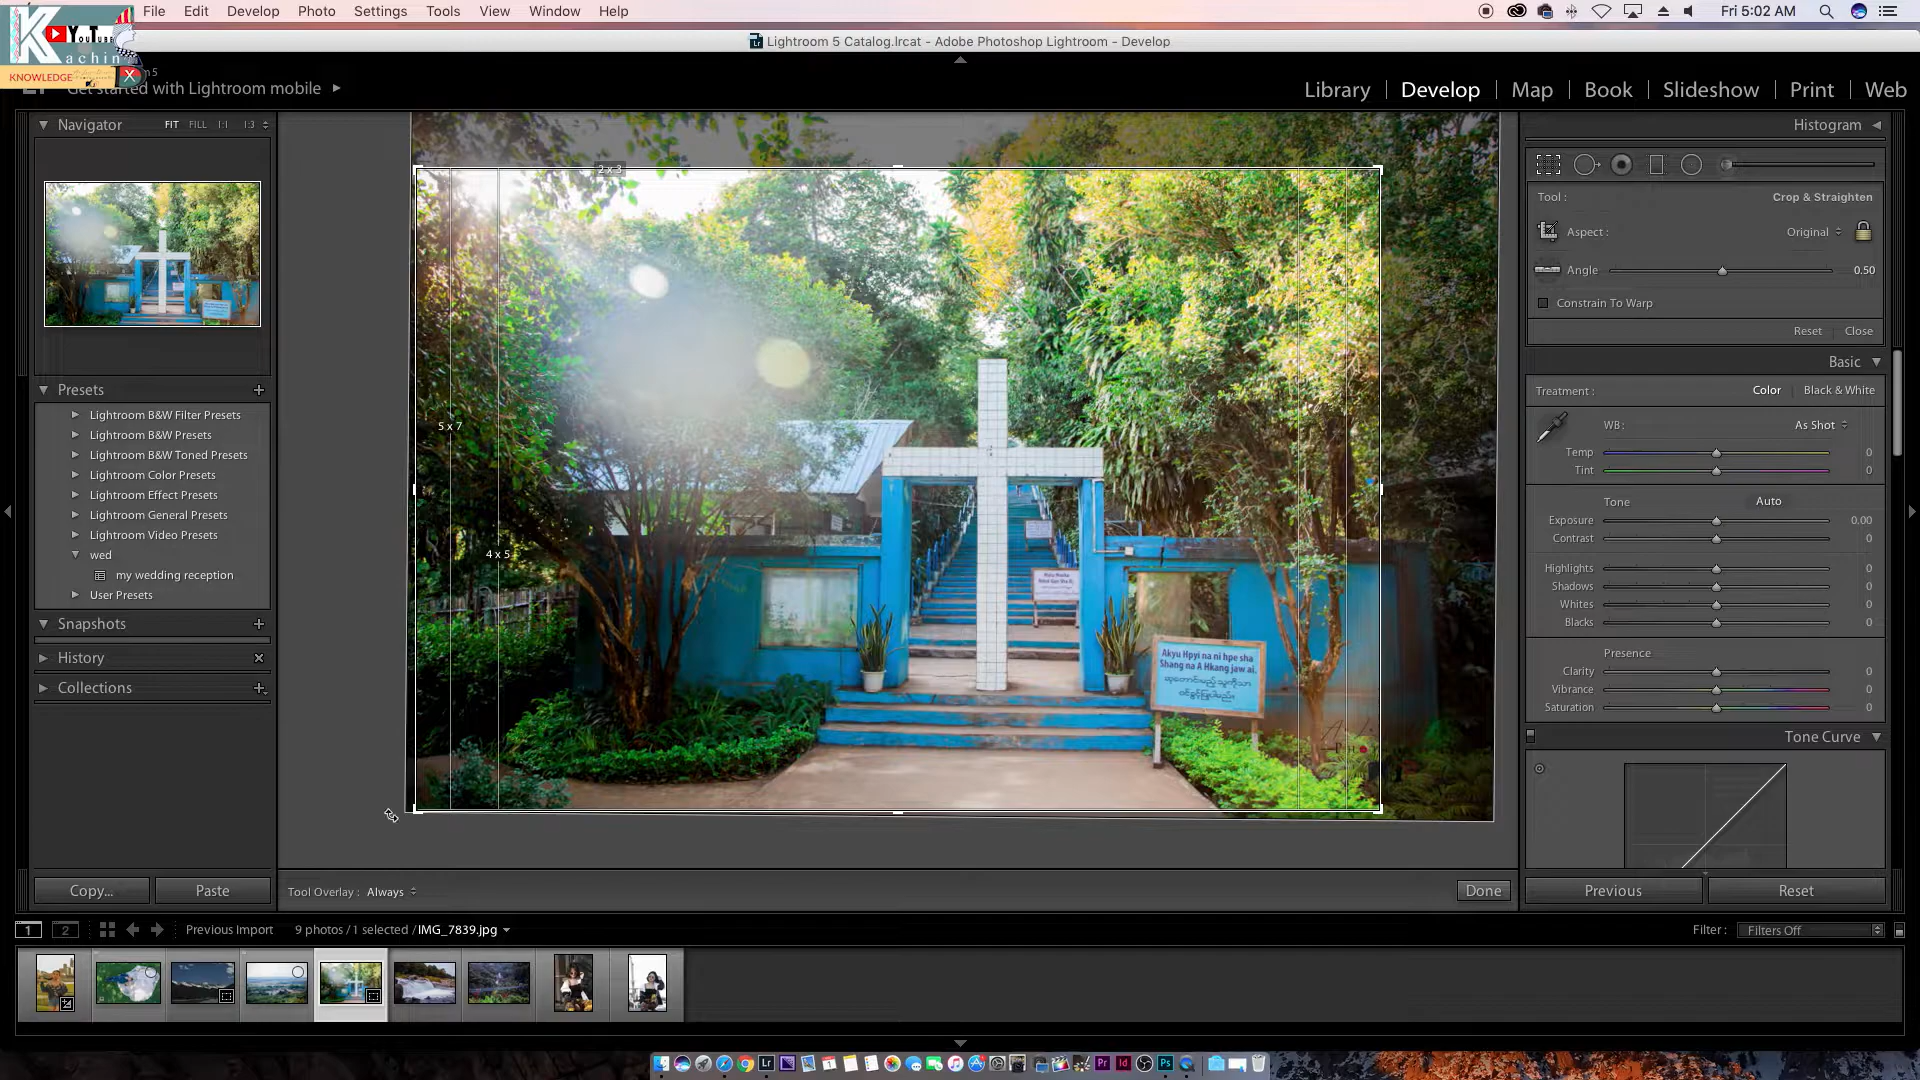 File Edit Develop Photo Settings Tools View Window Help
Fri 5:02 AM
YouTube
Kachin
KNOWLEDGE
X
Lightroom 5 Catalog.lrcat - Adobe Photoshop Lightroom - Develop
Get started with Lightroom mobile
Library | Develop | Map | Book | Slideshow | Print | Web
Navigator FIT FILL 1:1 1:3
Presets
Lightroom B&W Filter Presets
Lightroom B&W Presets
Lightroom B&W Toned Presets
Lightroom Color Presets
Lightroom Effect Presets
Lightroom General Presets
Lightroom Video Presets
wed
my wedding reception
User Presets
Snapshots
History
Collections
Copy... Paste
2 x 3
5 x 7
4 x 5
Akyu Hpyi na ni hpe sha
Shang na A Hkang jaw ai.
Tool Overlay : Always
Done
Histogram
Tool : Crop & Straighten
Aspect : Original
Angle 0.50
Constrain To Warp
Reset Close
Basic
Treatment : Color Black & White
WB : As Shot
Temp 0
Tint 0
Tone Auto
Exposure 0.00
Contrast 0
Highlights 0
Shadows 0
Whites 0
Blacks 0
Presence
Clarity 0
Vibrance 0
Saturation 0
Tone Curve
Previous Reset
1 2 Previous Import 9 photos / 1 selected / IMG_7839.jpg
Filter : Filters Off
Lr Pr Id Ps